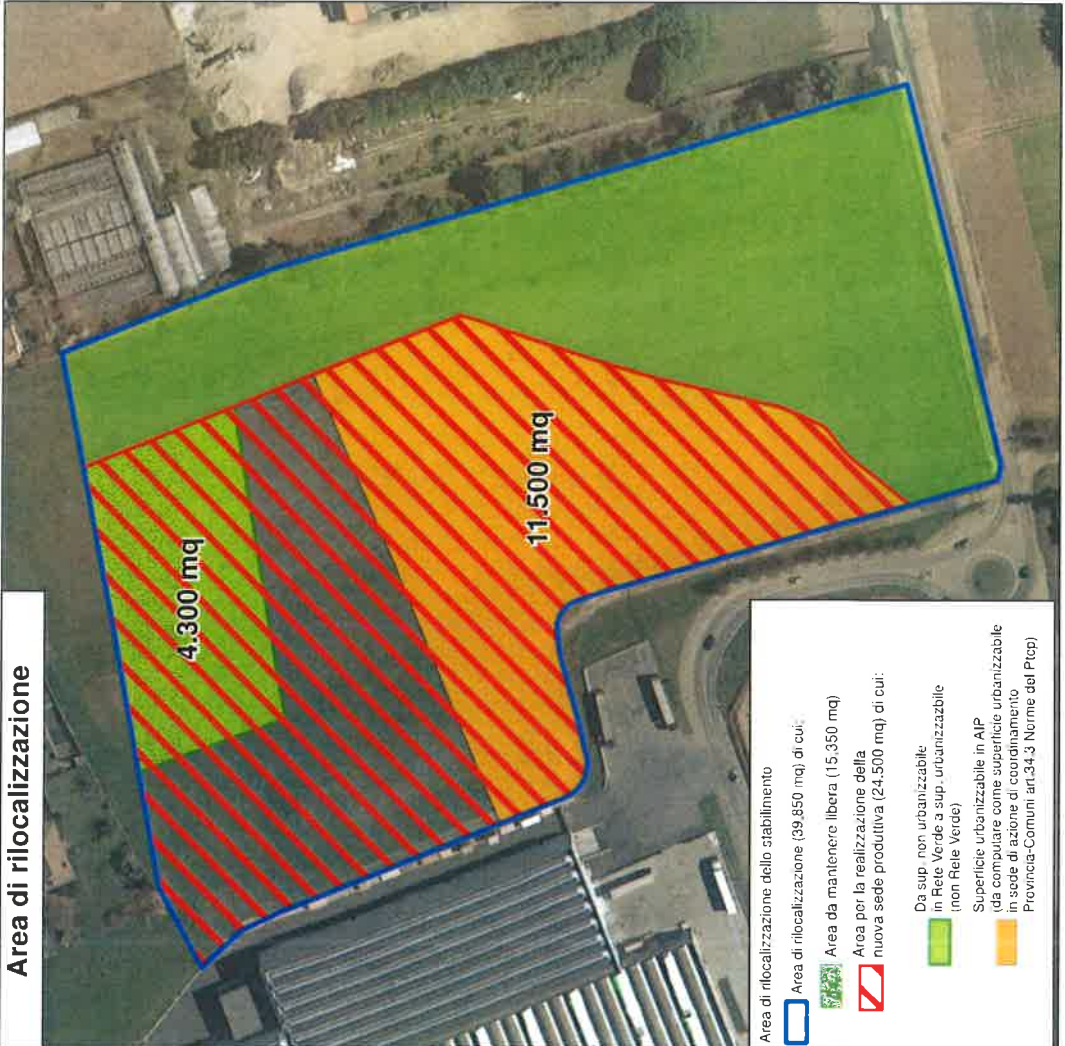 Area di rilocalizzazione
4.300 mq
11.500 mq
Area di rilocalizzazione dello stabilimento
Area di rilocalizzazione (39.850 mq) di cui:
Area da mantenere libera (15.350 mq)
Area per la realizzazione della
nuova sede produttiva (24.500 mq) di cui:
Da sup. non urbanizzabile
in Rete Verde a sup. urbanizzazbile
(non Rete Verde)
Superficie urbanizzabile in AIP
(da computare come superficie urbanizzabile
in sede di azione di coordinamento
Provincia-Comuni art.34.3 Norme del Ptcp)